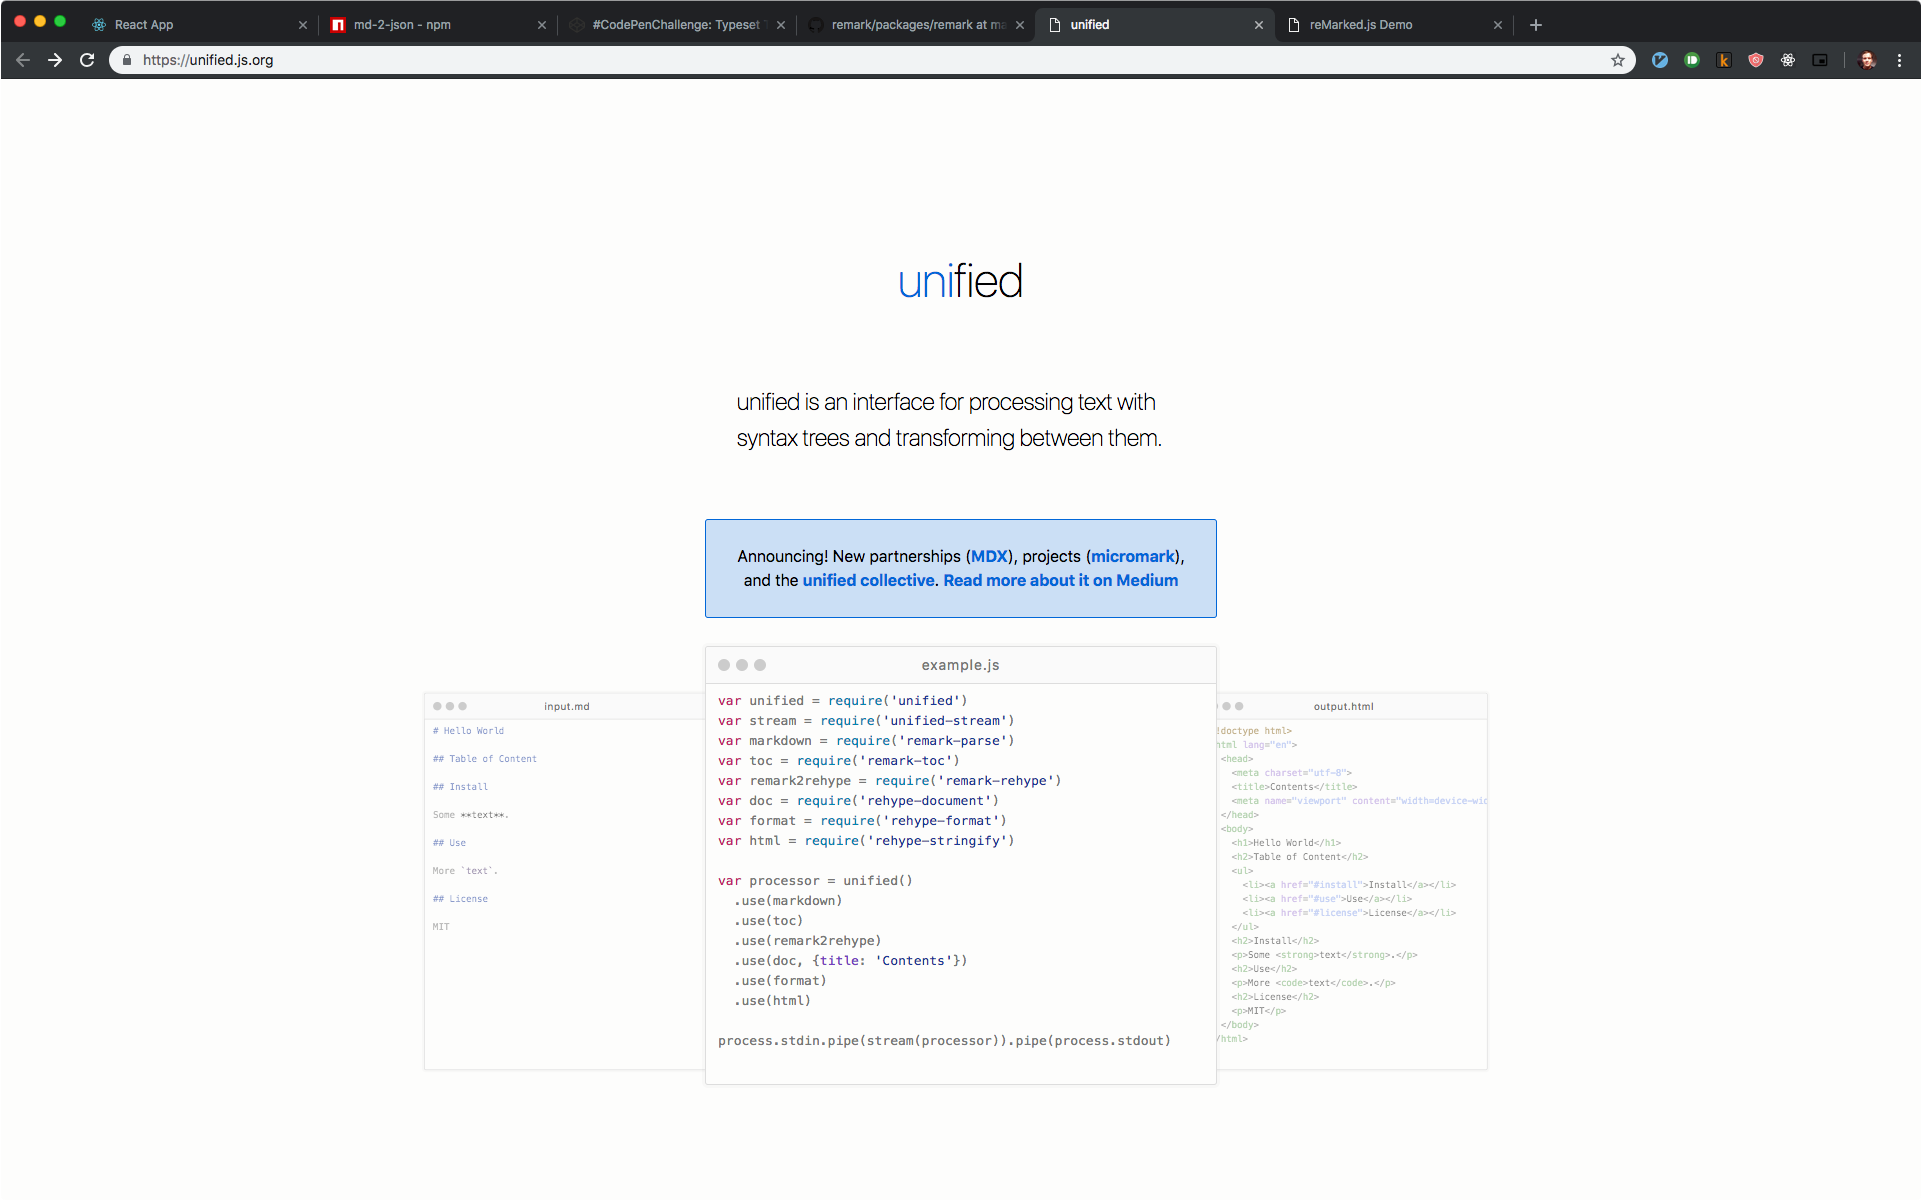 React App
md-2-json - npm
#CodePenChallenge: Typeset
remark/packages/remark at ma
unified
reMarked.js Demo
https://unified.js.org
unified
unified is an interface for processing text with
syntax trees and transforming between them.
Announcing! New partnerships (MDX), projects (micromark),
and the unified collective. Read more about it on Medium
input.md
# Hello World
## Table of Content
## Install
Some **text**.
## Use
More `text`.
## License
MIT
example.js
var unified = require('unified')
var stream = require('unified-stream')
var markdown = require('remark-parse')
var toc = require('remark-toc')
var remark2rehype = require('remark-rehype')
var doc = require('rehype-document')
var format = require('rehype-format')
var html = require('rehype-stringify')
var processor = unified()
.use(markdown)
.use(toc)
.use(remark2rehype)
.use(doc, {title: 'Contents'})
.use(format)
.use(html)
process.stdin.pipe(stream(processor)).pipe(process.stdout)
output.html
!doctype html>
html lang="en">
<head>
<meta charset="utf-8">
<title>Contents</title>
<meta name="viewport" content="width=device-wid
</head>
<body>
<h1>Hello World</h1>
<h2>Table of Content</h2>
<ul>
<li><a href="#install">Install</a></li>
<li><a href="#use">Use</a></li>
<li><a href="#license">License</a></li>
</ul>
<h2>Install</h2>
<p>Some <strong>text</strong>.</p>
<h2>Use</h2>
<p>More <code>text</code>.</p>
<h2>License</h2>
<p>MIT</p>
</body>
/html>